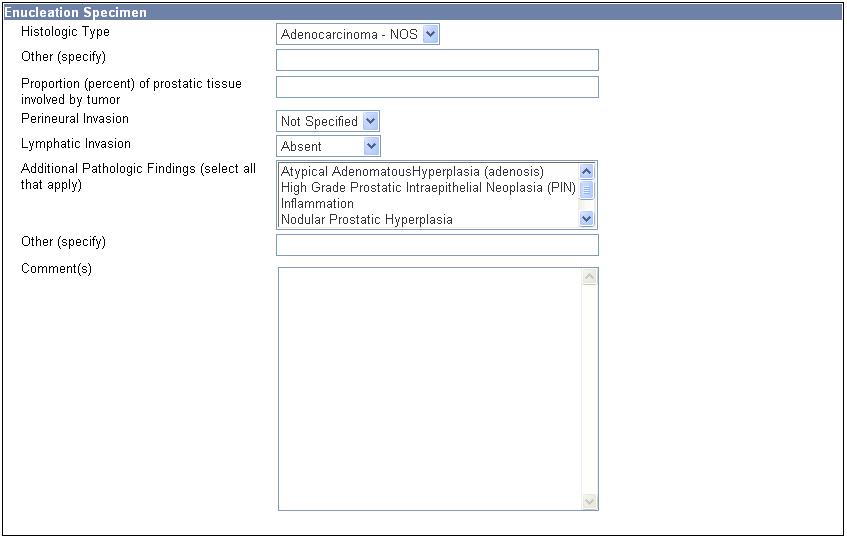 Enucleation Specimen
Histologic Type
Adenocarcinoma - NOS
Other (specify)
Proportion (percent) of prostatic tissue
involved by tumor
Perineural Invasion
Not Specified
Lymphatic Invasion
Absent
Additional Pathologic Findings (select all
that apply)
Atypical AdenomatousHyperplasia (adenosis)
High Grade Prostatic Intraepithelial Neoplasia (PIN)
Inflammation
Nodular Prostatic Hyperplasia
Other (specify)
Comment(s)